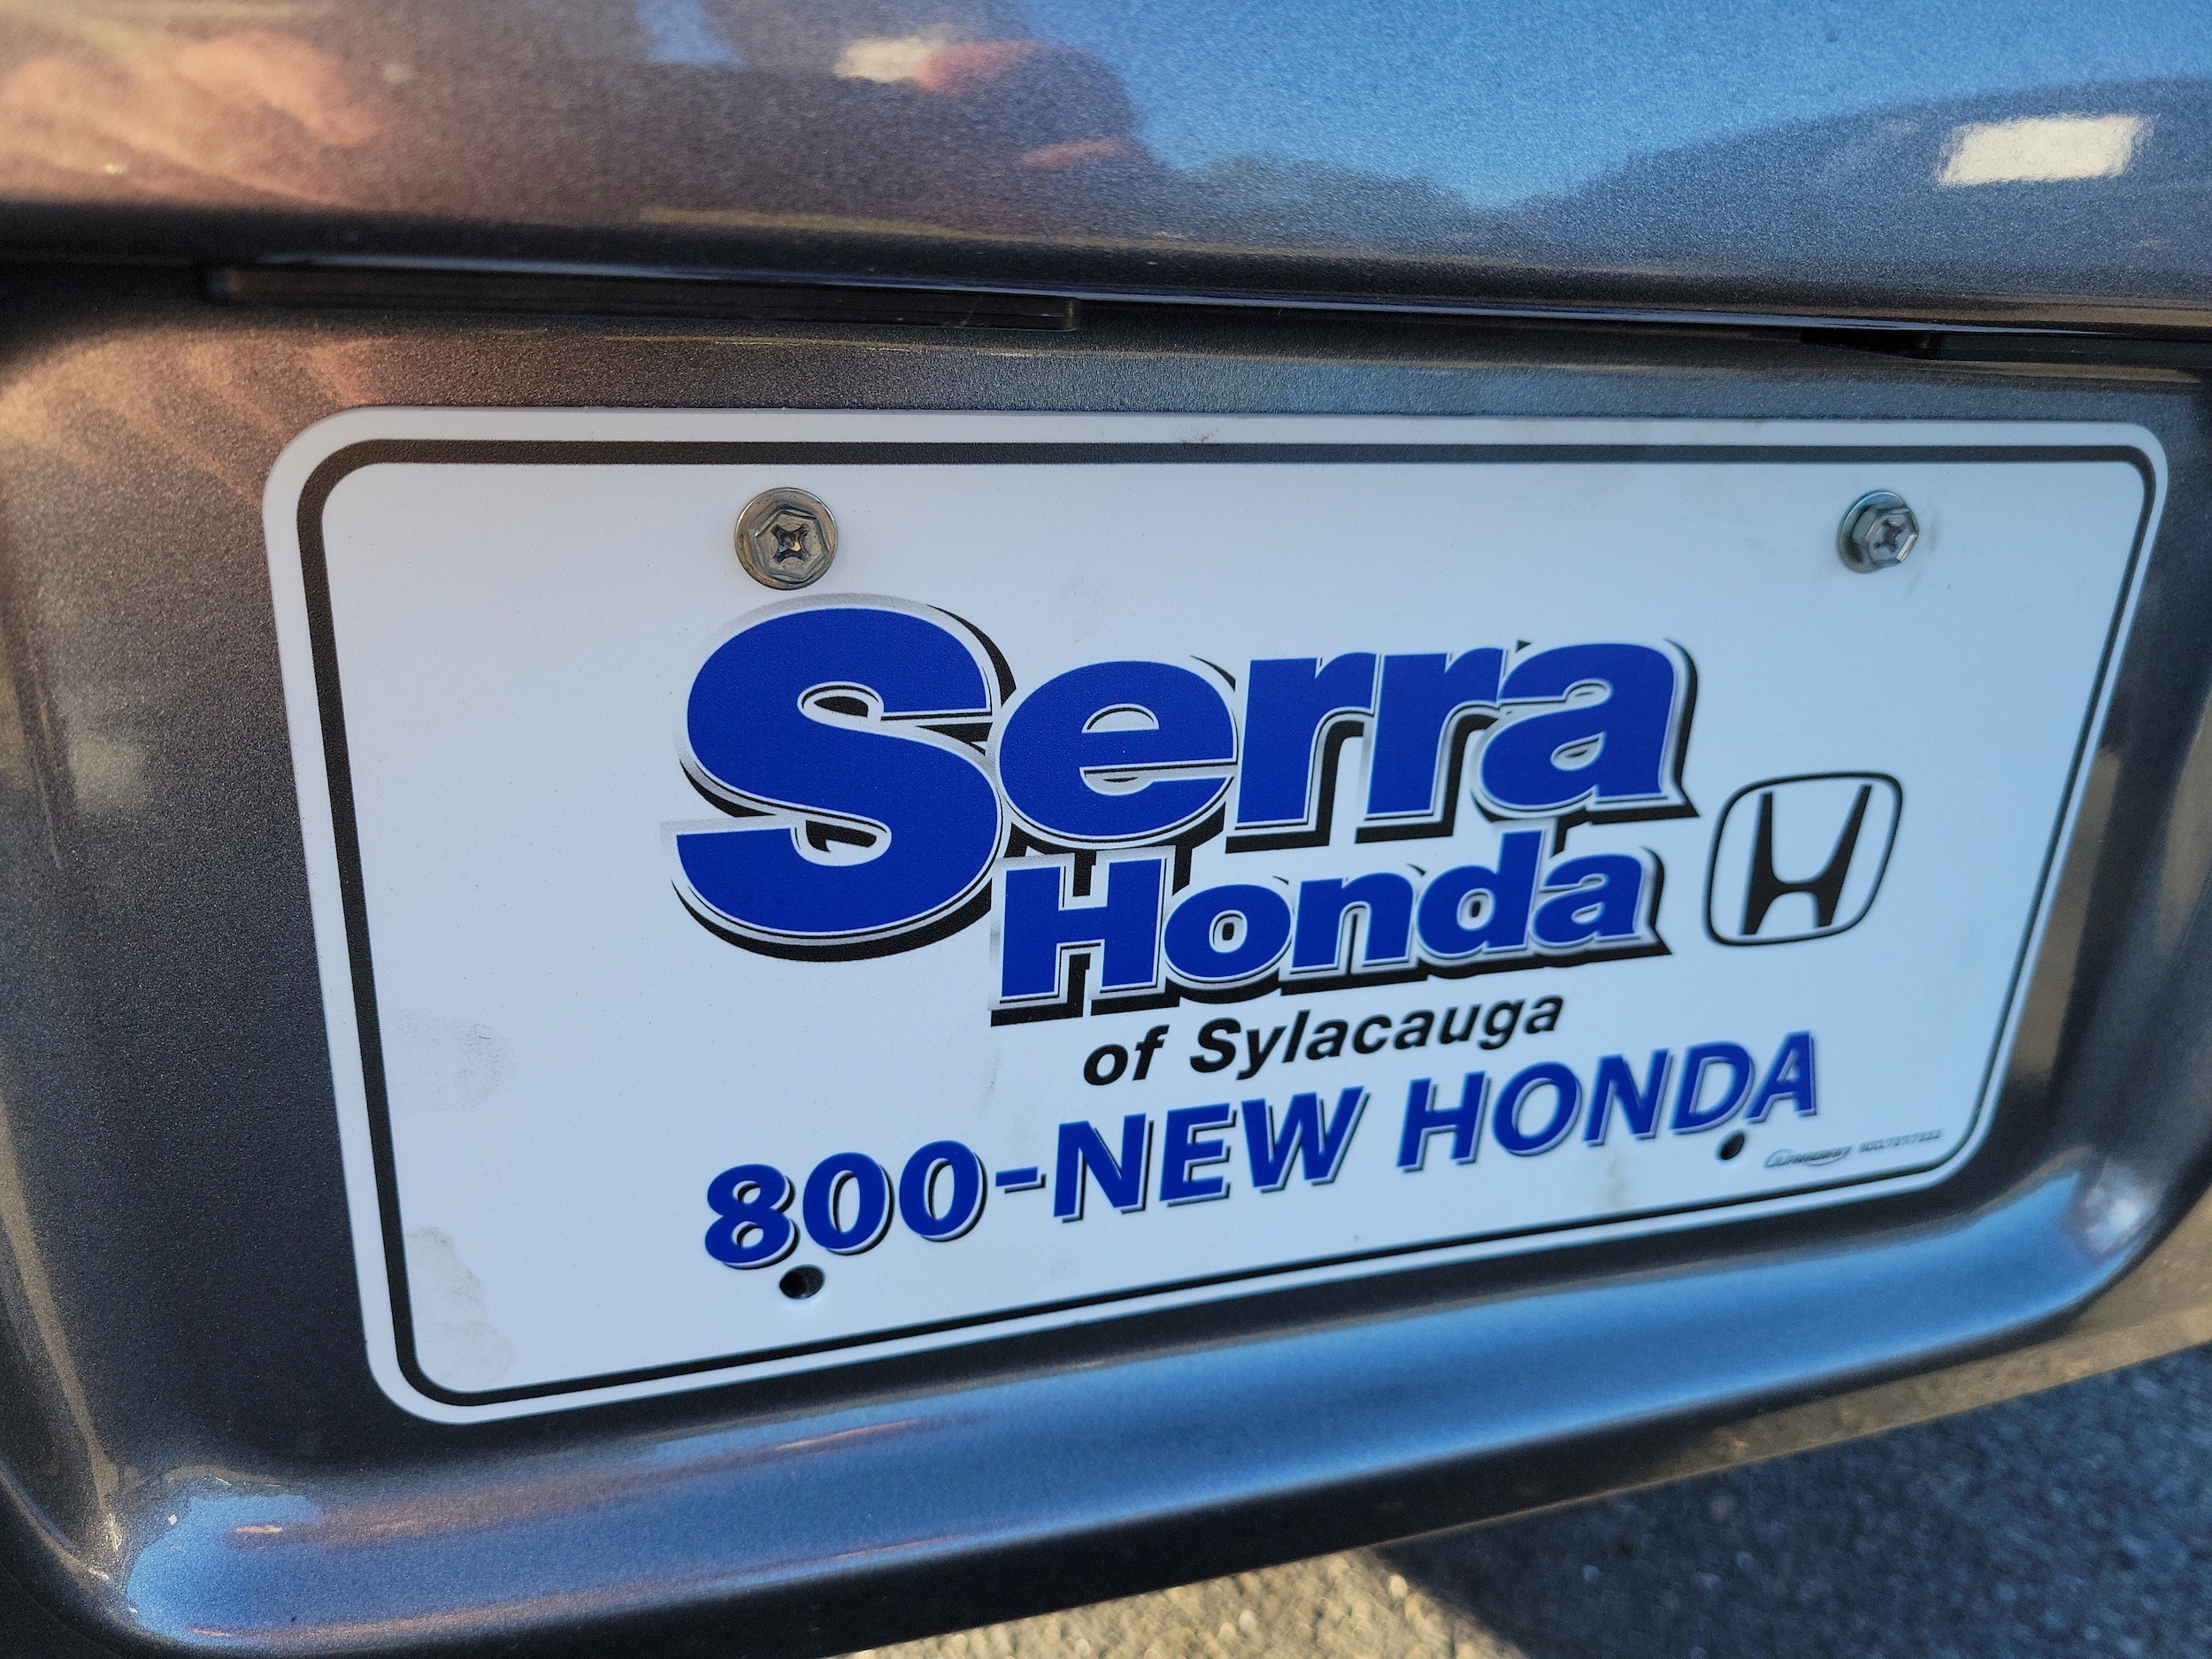 Serra
Honda
of Sylacauga
800-NEW HONDA